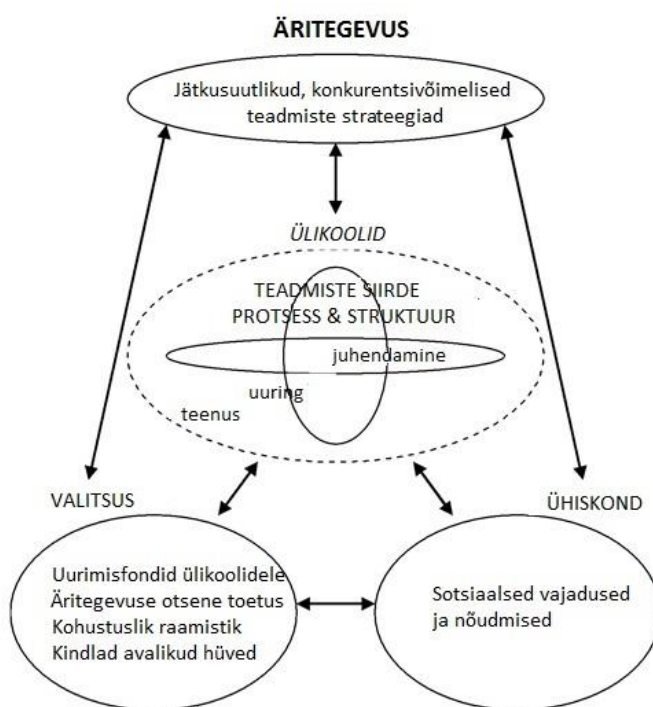 ÄRITEGEVUS
Jätkusuutlikud, konkurentsivõimelised
teadmiste strateegiad
ÜLIKOOLID
TEADMISTE SIIRDE
PROTSESS & STRUKTUUR
juhendamine
uuring
teenus
VALITSUS
ÜHISKOND
Uurimisfondid ülikoolidele
Äritegevuse otsene toetus
Kohustuslik raamistik
Kindlad avalikud hüved
Sotsiaalsed vajadused
ja nõudmised